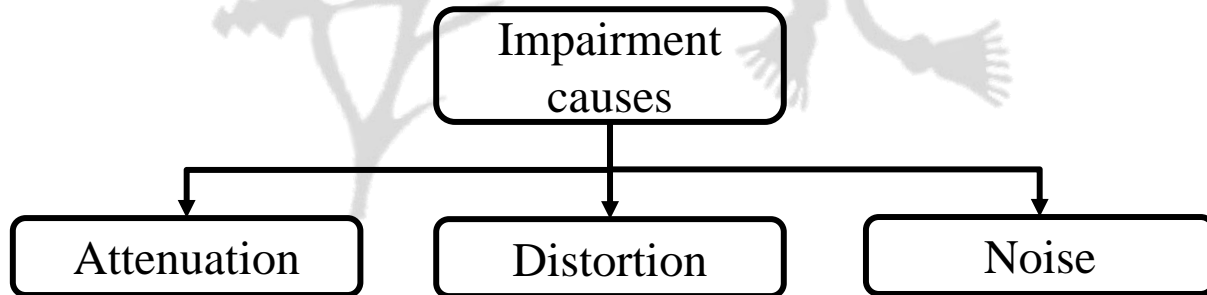 Impairment
causes
Attenuation
Distortion
Noise